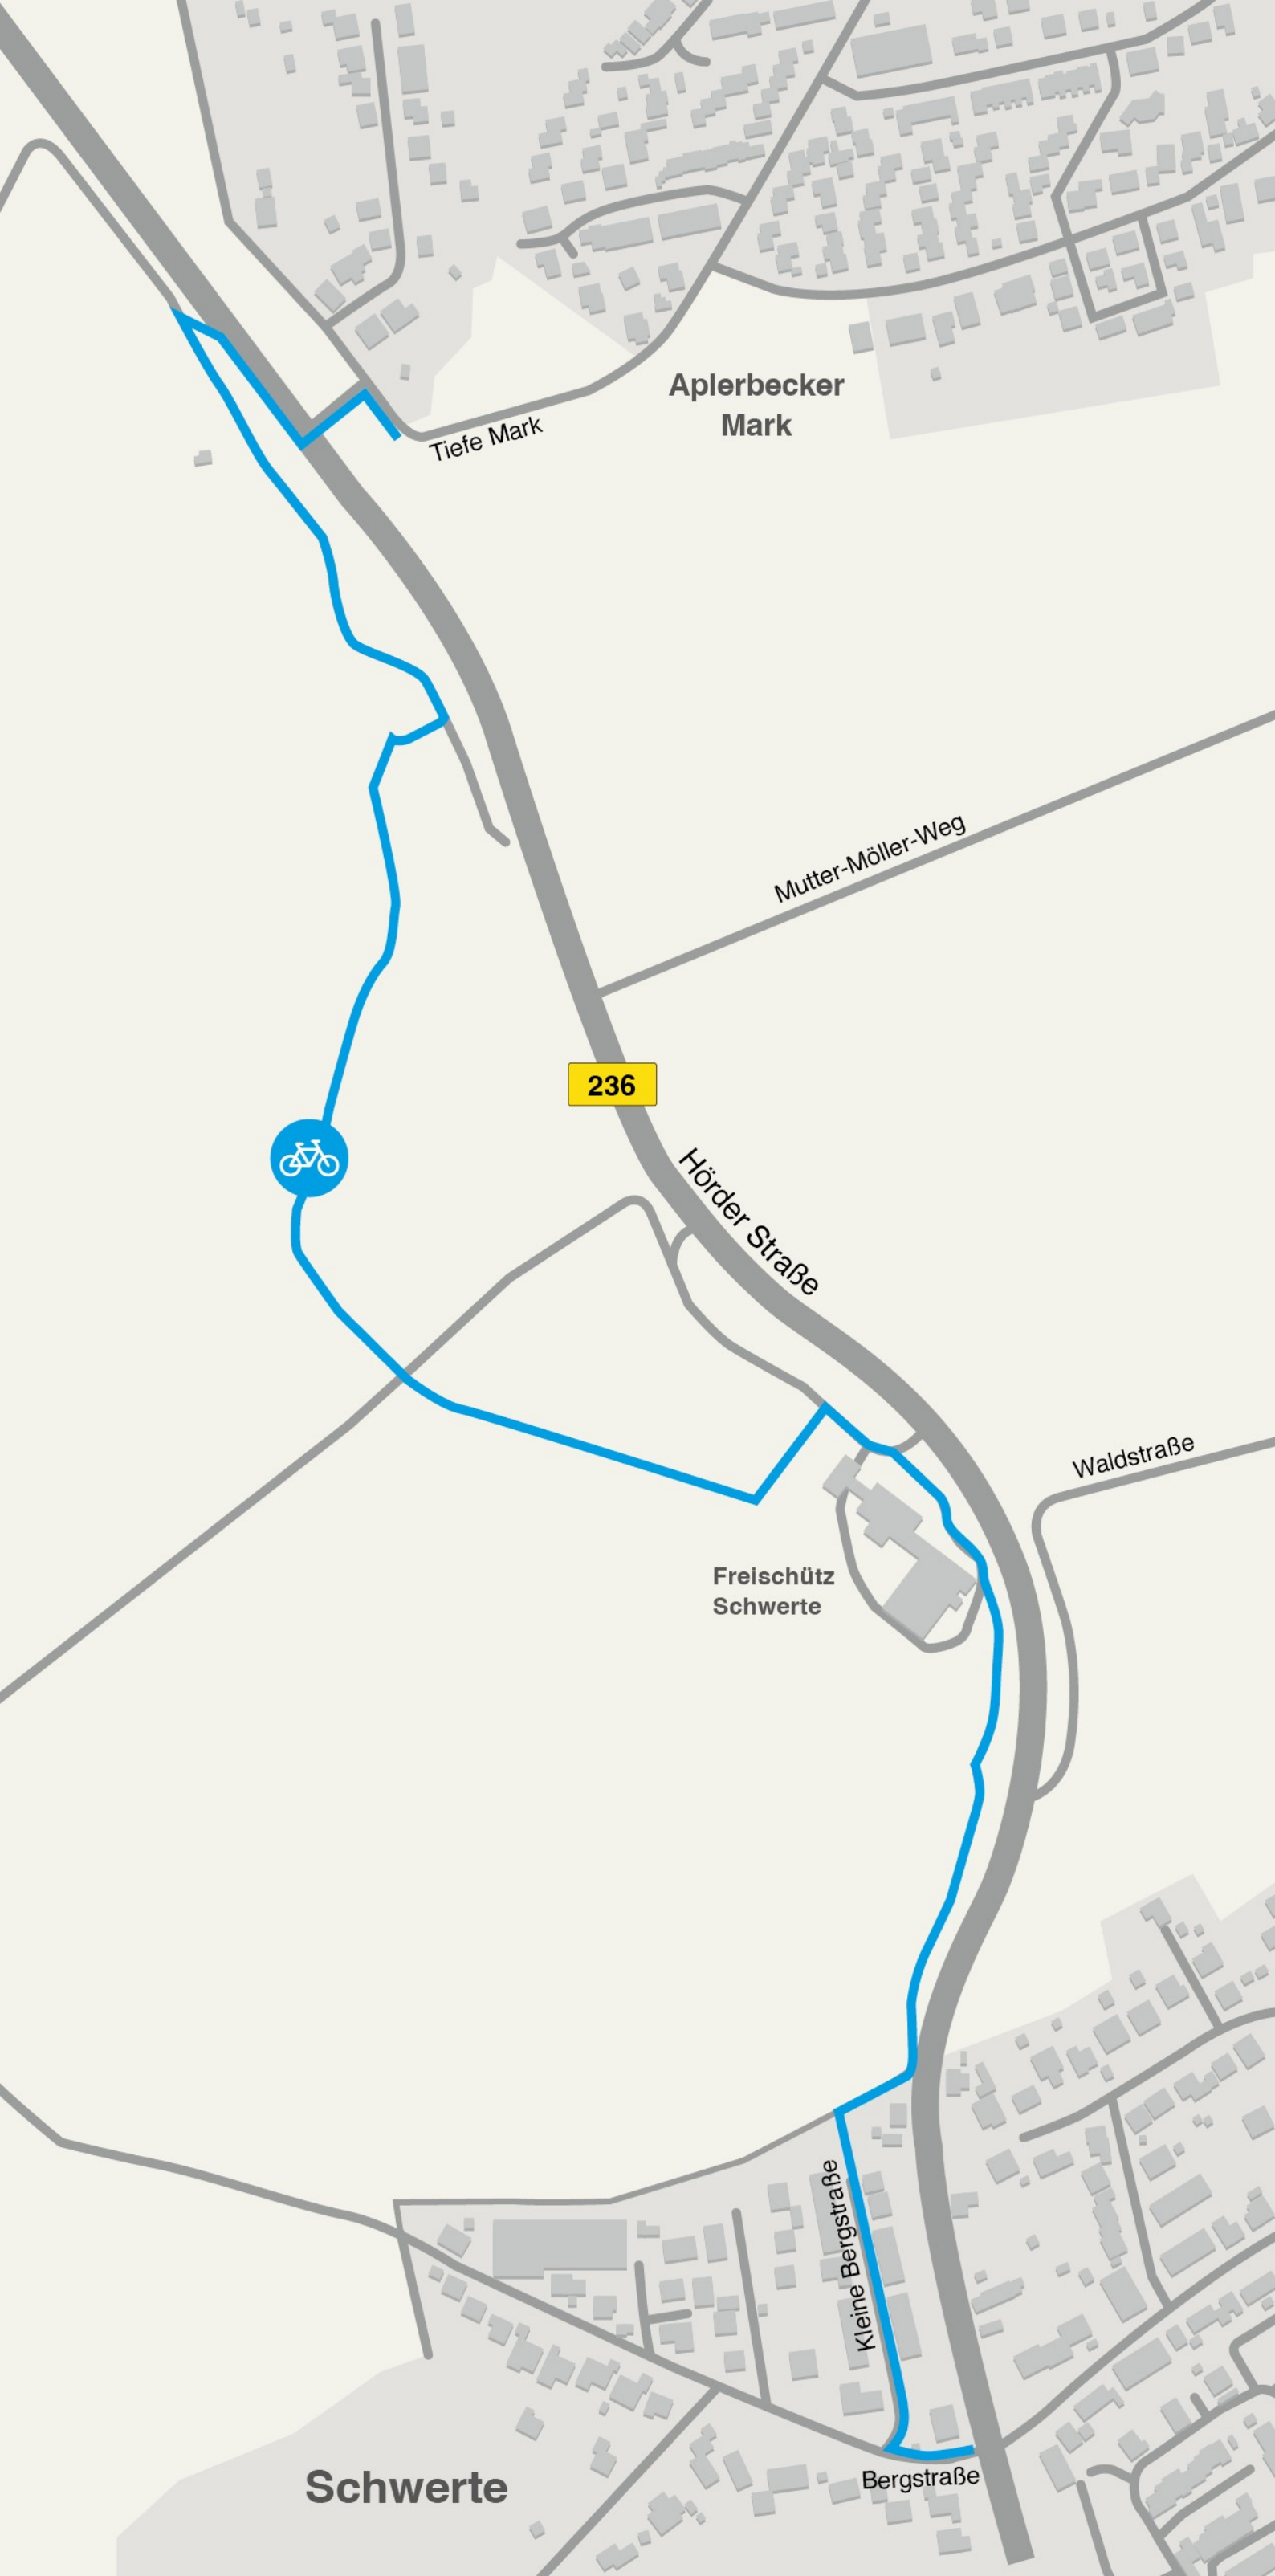 Aplerbecker
Mark
Tiefe Mark
Mutter-Möller-Weg
236
Hörder Straße
Waldstraße
Freischütz
Schwerte
Kleine Bergstraße
Schwerte
Bergstraße